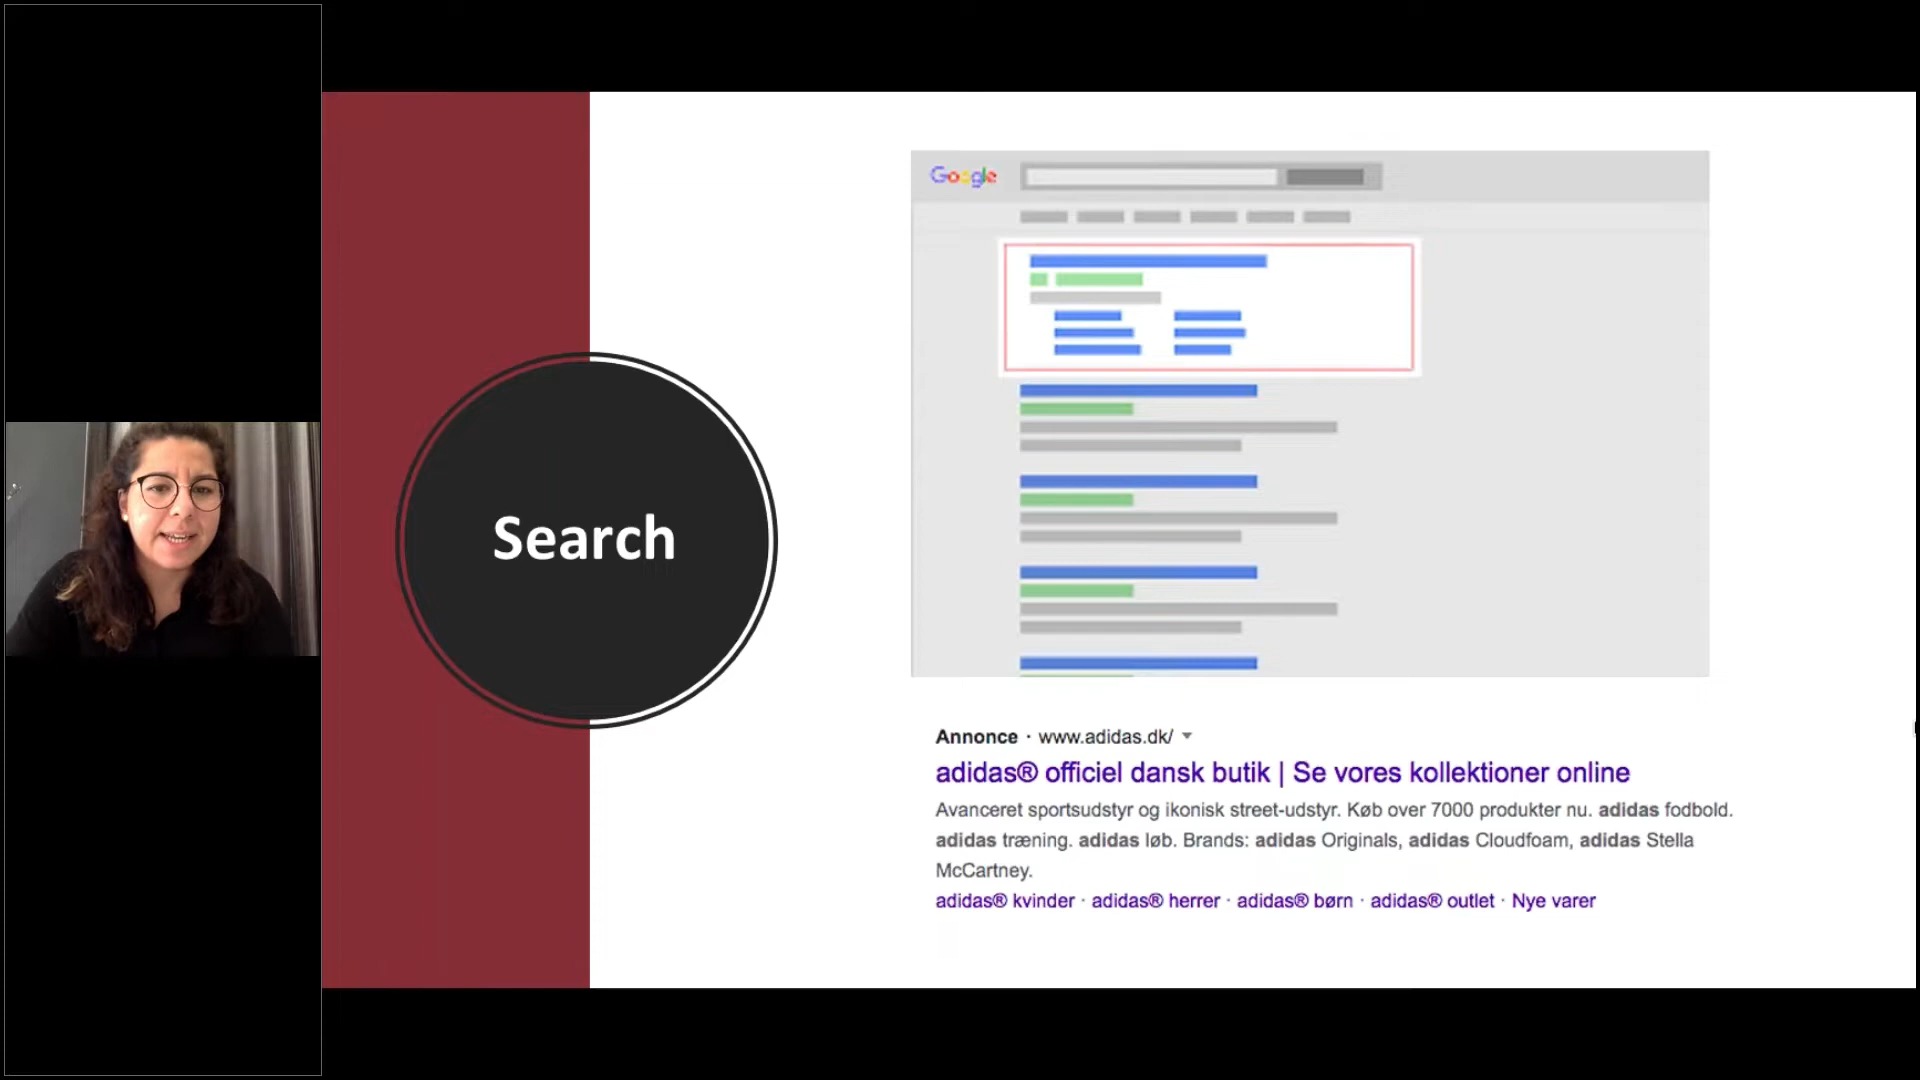 Search
Google
Annonce · www.adidas.dk/
adidas® officiel dansk butik | Se vores kollektioner online
Avanceret sportsudstyr og ikonisk street-udstyr. Køb over 7000 produkter nu. adidas fodbold.
adidas træning. adidas løb. Brands: adidas Originals, adidas Cloudfoam, adidas Stella
McCartney.
adidas® kvinder · adidas® herrer · adidas® børn · adidas® outlet · Nye varer